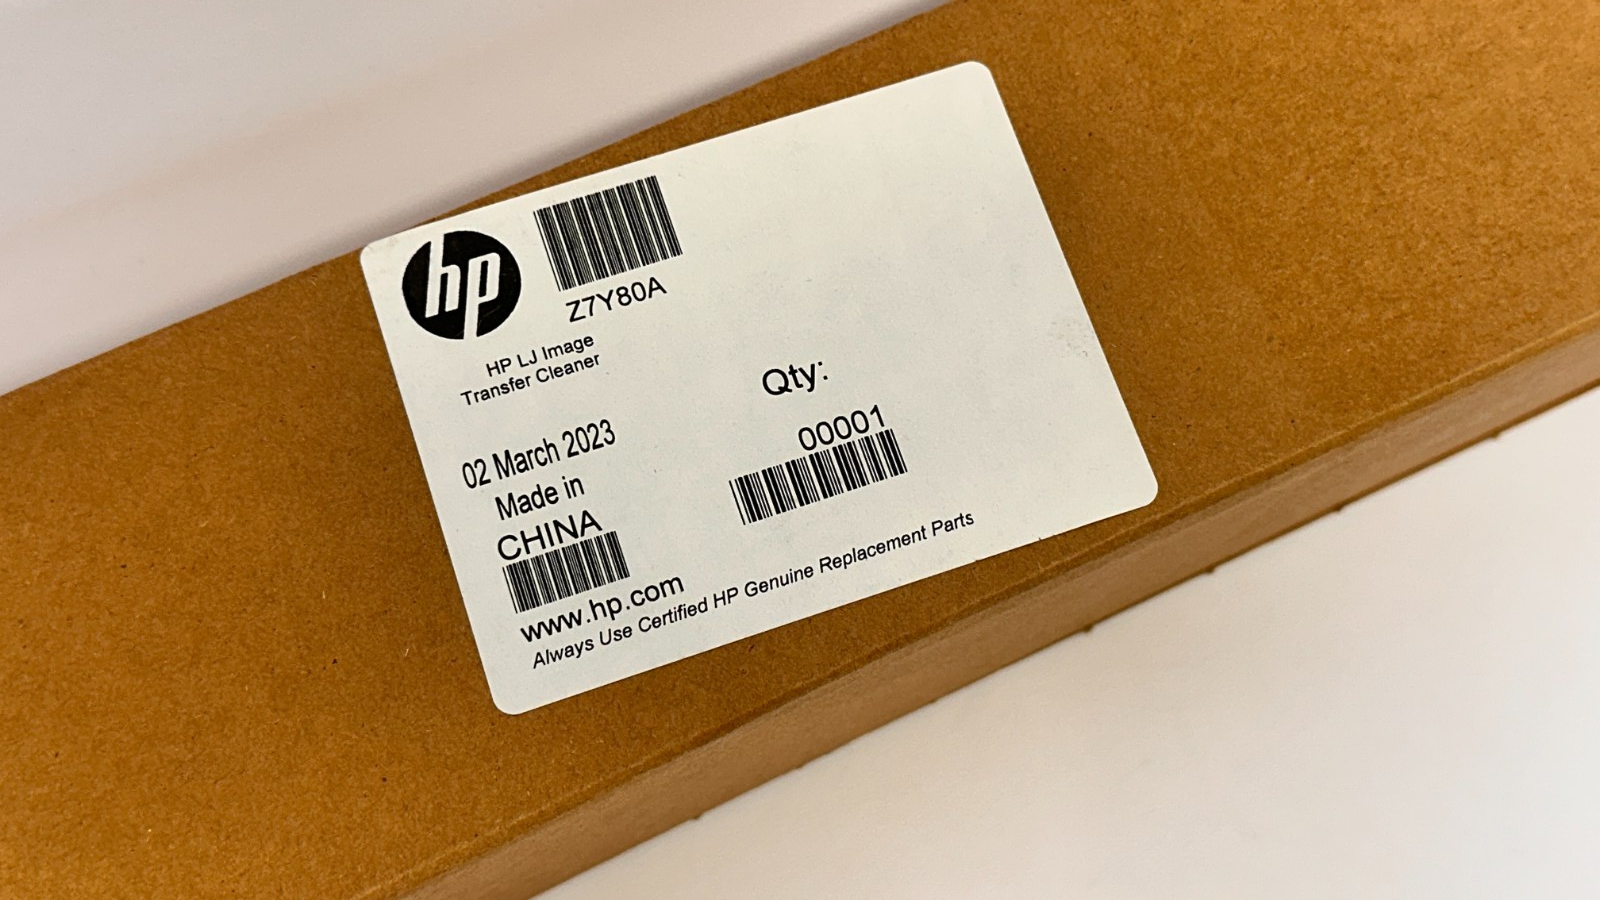 hp
Z7Y80A
HP LJ Image
Transfer Cleaner
02 March 2023
Made in
CHINA
Qty:
00001
www.hp.com
Always Use Certified HP Genuine Replacement Parts